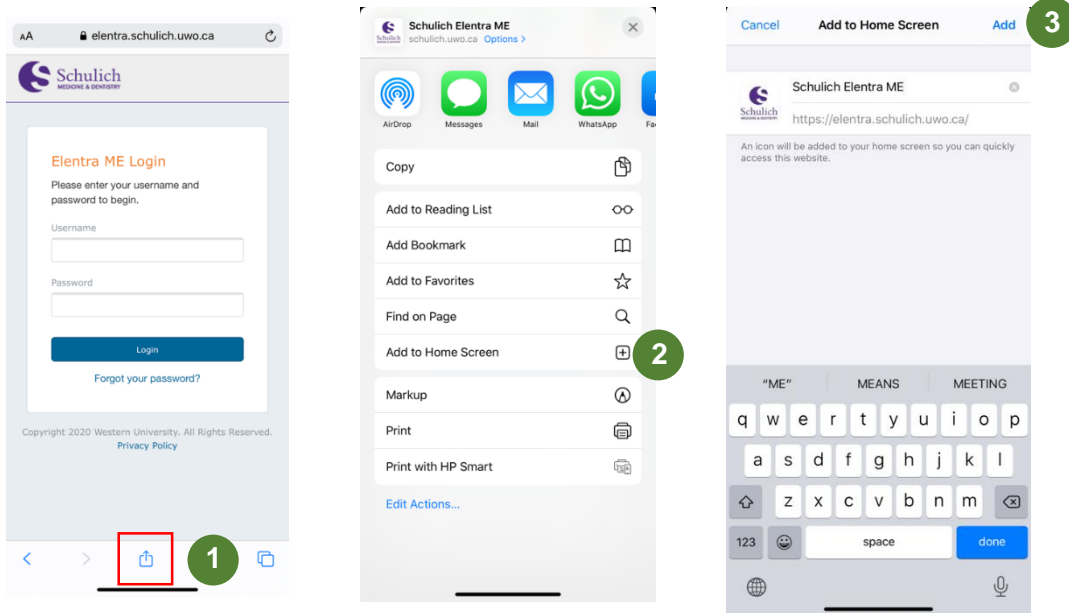 AA elentra.schulich.uwo.ca
Schulich
MEDICINE & DENTISTRY
Elentra ME Login
Please enter your username and
password to begin.
Username
Password
Login
Forgot your password?
Copyright 2020 Western University. All Rights Reserved.
Privacy Policy
1
Schulich
Schulich Elentra ME
schulich.uwo.ca Options >
AirDrop Messages Mail WhatsApp Fa
Copy
Add to Reading List
Add Bookmark
Add to Favorites
Find on Page
Add to Home Screen
2
Markup
Print
Print with HP Smart
Edit Actions...
Cancel Add to Home Screen Add
3
Schulich
Schulich Elentra ME
https://elentra.schulich.uwo.ca/
An icon will be added to your home screen so you can quickly
access this website.
"ME" MEANS MEETING
q w e r t y u i o p
a s d f g h j k l
z x c v b n m
123 space done